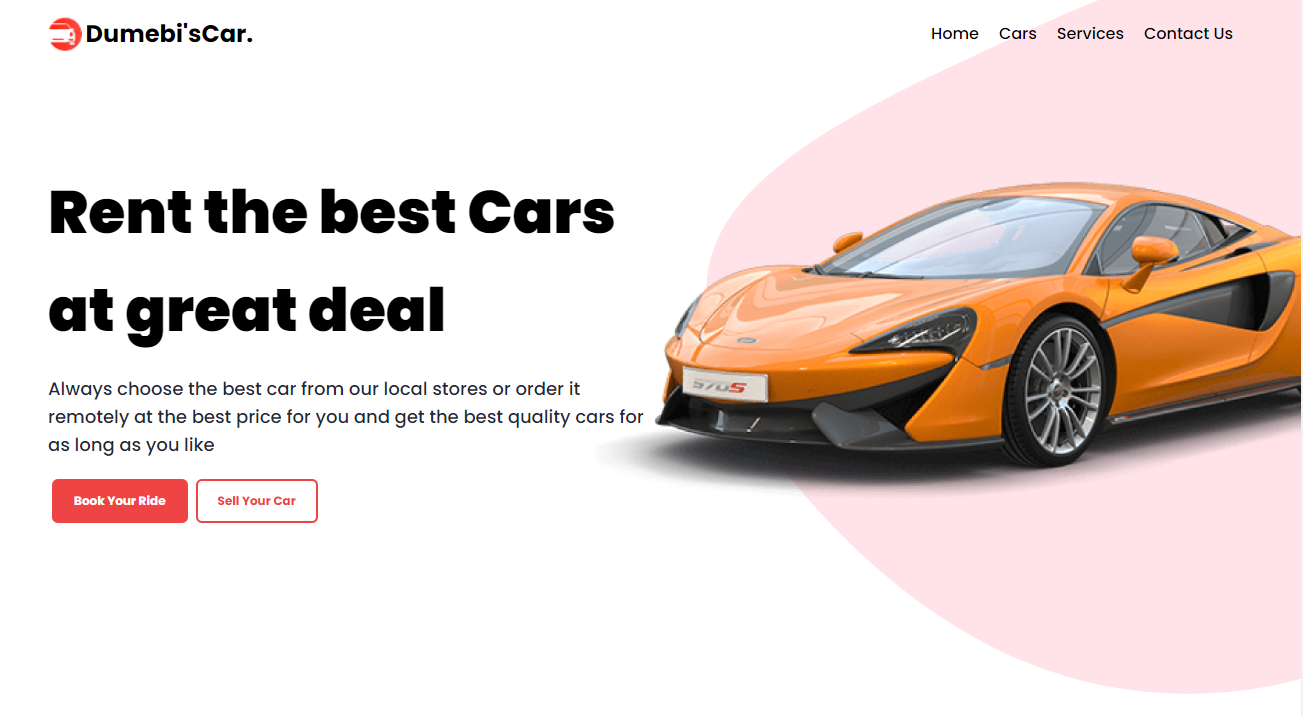 Dumebi'sCar.
Home Cars Services Contact Us
Rent the best Cars
at great deal
Always choose the best car from our local stores or order it
remotely at the best price for you and get the best quality cars for
as long as you like
570S
Book Your Ride Sell Your Car